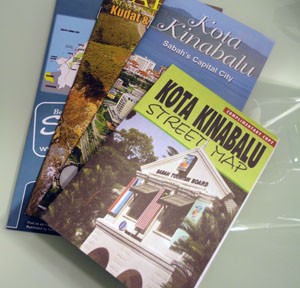 Kudat &
Kota
Kinabalu
Sabah's Capital City
COMPLIMENTARY COPY
KOTA KINABALU
STREET MAP
SABAH TOURISM BOARD